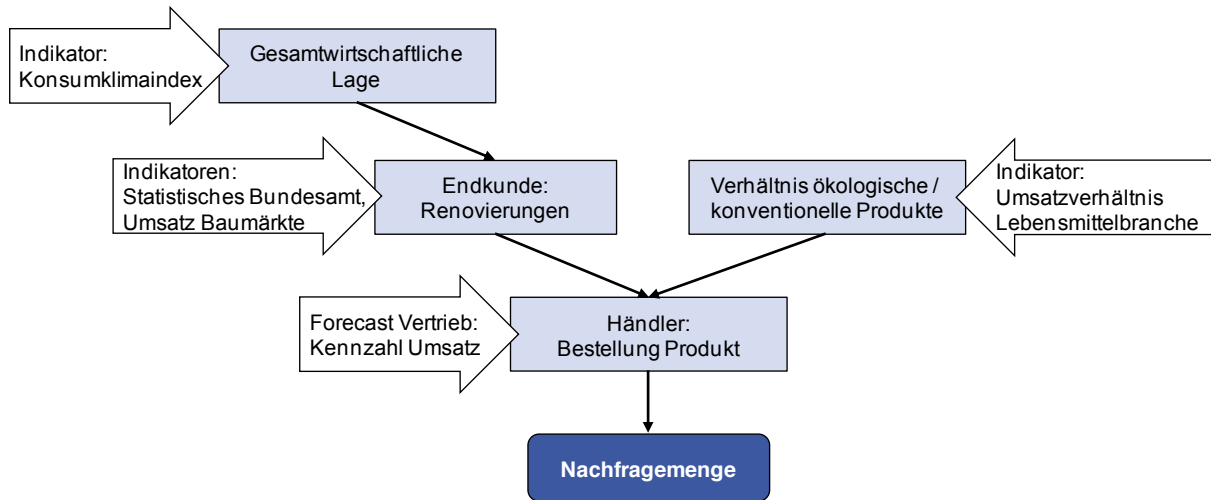 Indikator:
Konsumklimaindex
Gesamtwirtschaftliche
Lage
Indikatoren:
Statistisches Bundesamt,
Umsatz Baumärkte
Endkunde:
Renovierungen
Verhältnis ökologische /
konventionelle Produkte
Indikator:
Umsatzverhältnis
Lebensmittelbranche
Forecast Vertrieb:
Kennzahl Umsatz
Händler:
Bestellung Produkt
Nachfragemenge